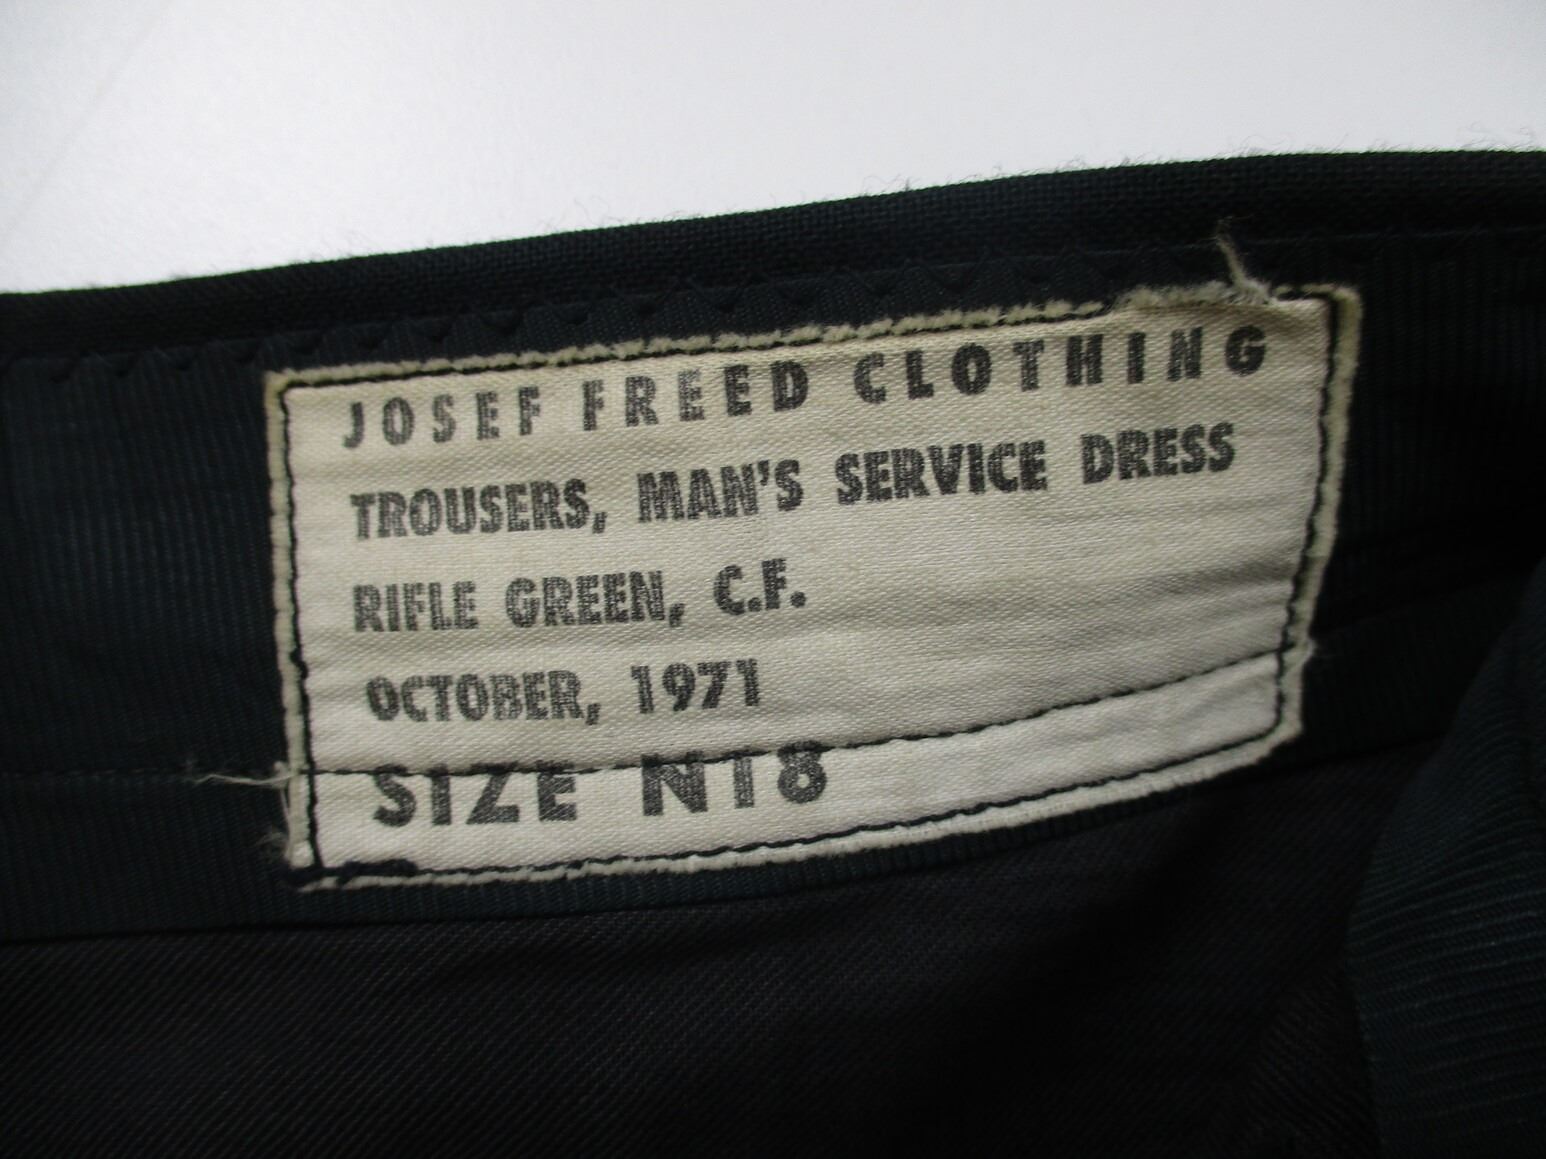 JOSEF FREED CLOTHING
TROUSERS, MAN'S SERVICE DRESS
RIFLE GREEN, C.F.
OCTOBER, 1971
SIZE N18